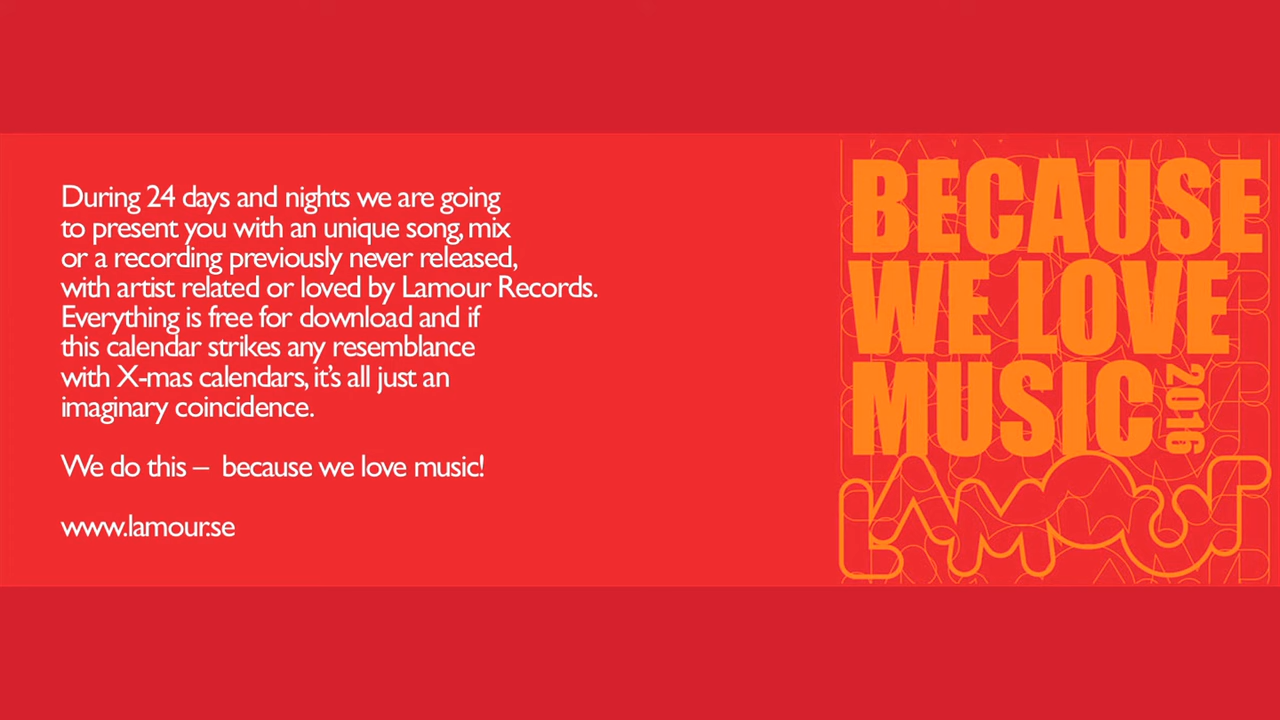 During 24 days and nights we are going
to present you with an unique song, mix
or a recording previously never released,
with artist related or loved by Lamour Records.
Everything is free for download and if
this calendar strikes any resemblance
with X-mas calendars, it's all just an
imaginary coincidence.
We do this – because we love music!
www.lamour.se
BECAUSE
WE LOVE
MUSIC
2016
LAMOUR